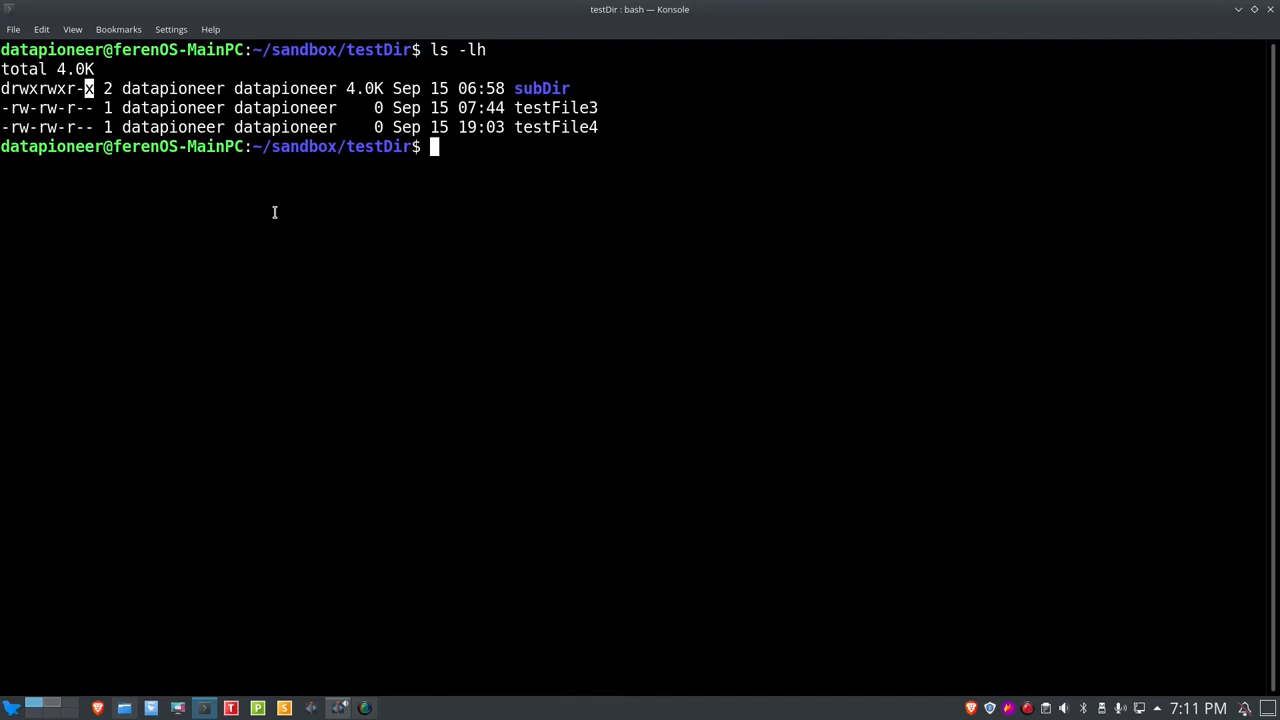 testDir : bash — Konsole
File Edit View Bookmarks Settings Help
datapioneer@ferenOS-MainPC:~/sandbox/testDir$ ls -lh
total 4.0K
drwxrwxr-x 2 datapioneer datapioneer 4.0K Sep 15 06:58 subDir
-rw-rw-r-- 1 datapioneer datapioneer    0 Sep 15 07:44 testFile3
-rw-rw-r-- 1 datapioneer datapioneer    0 Sep 15 19:03 testFile4
datapioneer@ferenOS-MainPC:~/sandbox/testDir$
T P S 7:11 PM